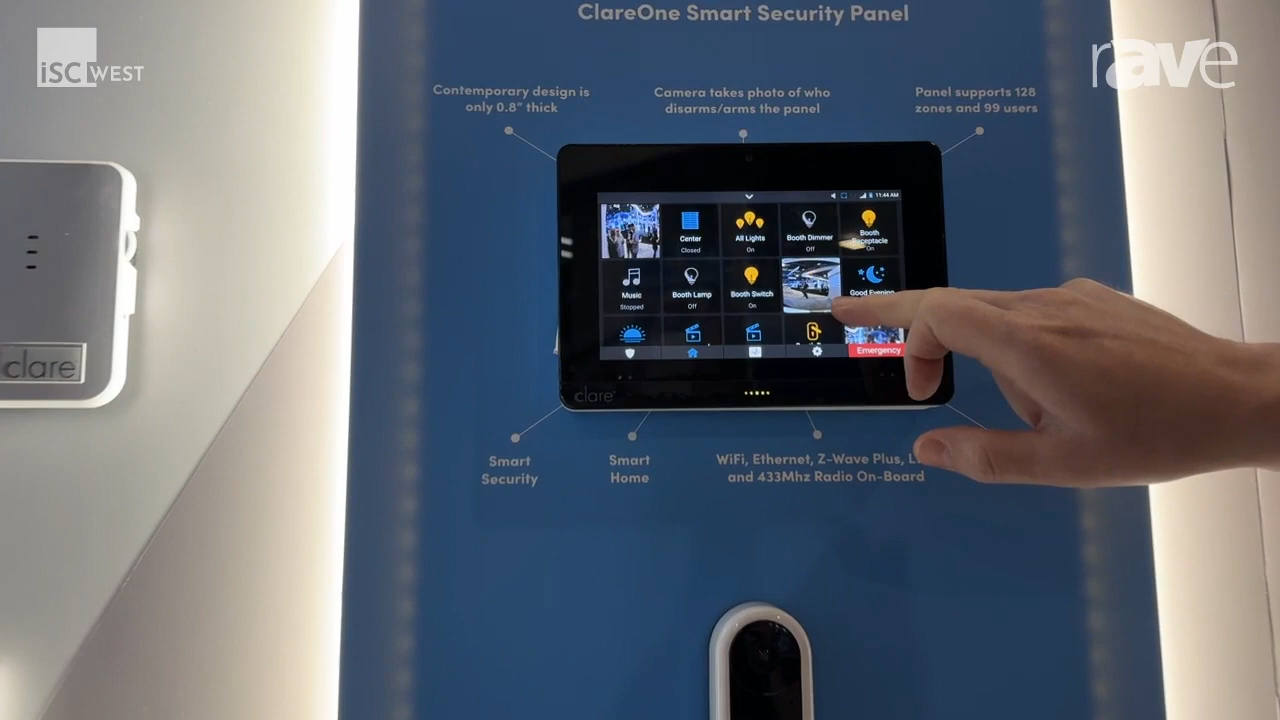 ClareOne Smart Security Panel
iSC WEST
rave
Contemporary design is
only 0.8" thick
Camera takes photo of who
disarms/arms the panel
Panel supports 128
zones and 99 users
11:44 AM
Center
Closed
All Lights
On
Booth Dimmer
Off
Booth
Receptacle
On
Music
Stopped
Booth Lamp
Off
Booth Switch
On
Good Evening
Emergency
clare
clare
Smart
Security
Smart
Home
WiFi, Ethernet, Z-Wave Plus,
and 433Mhz Radio On-Board